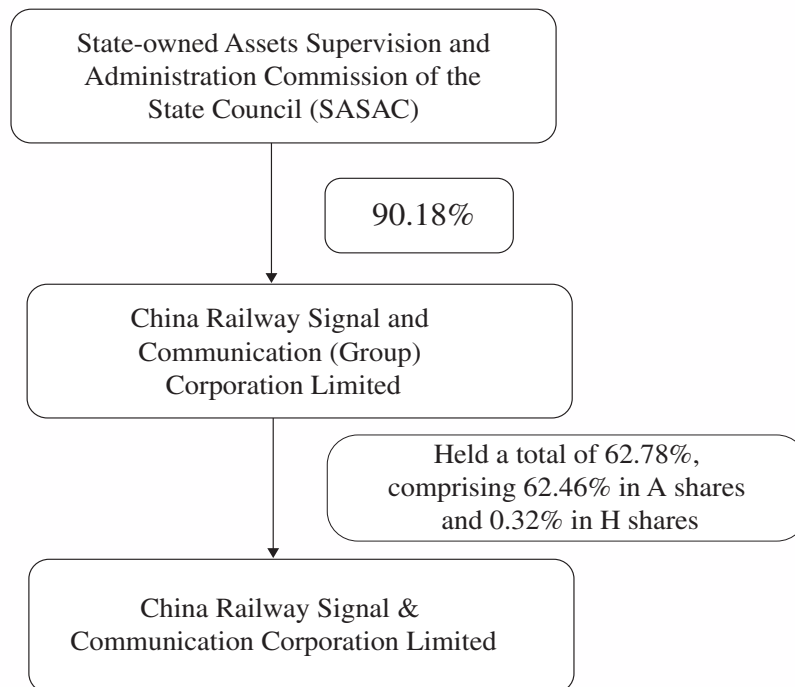 State-owned Assets Supervision and
Administration Commission of the
State Council (SASAC)
90.18%
China Railway Signal and
Communication (Group)
Corporation Limited
Held a total of 62.78%,
comprising 62.46% in A shares
and 0.32% in H shares
China Railway Signal &
Communication Corporation Limited